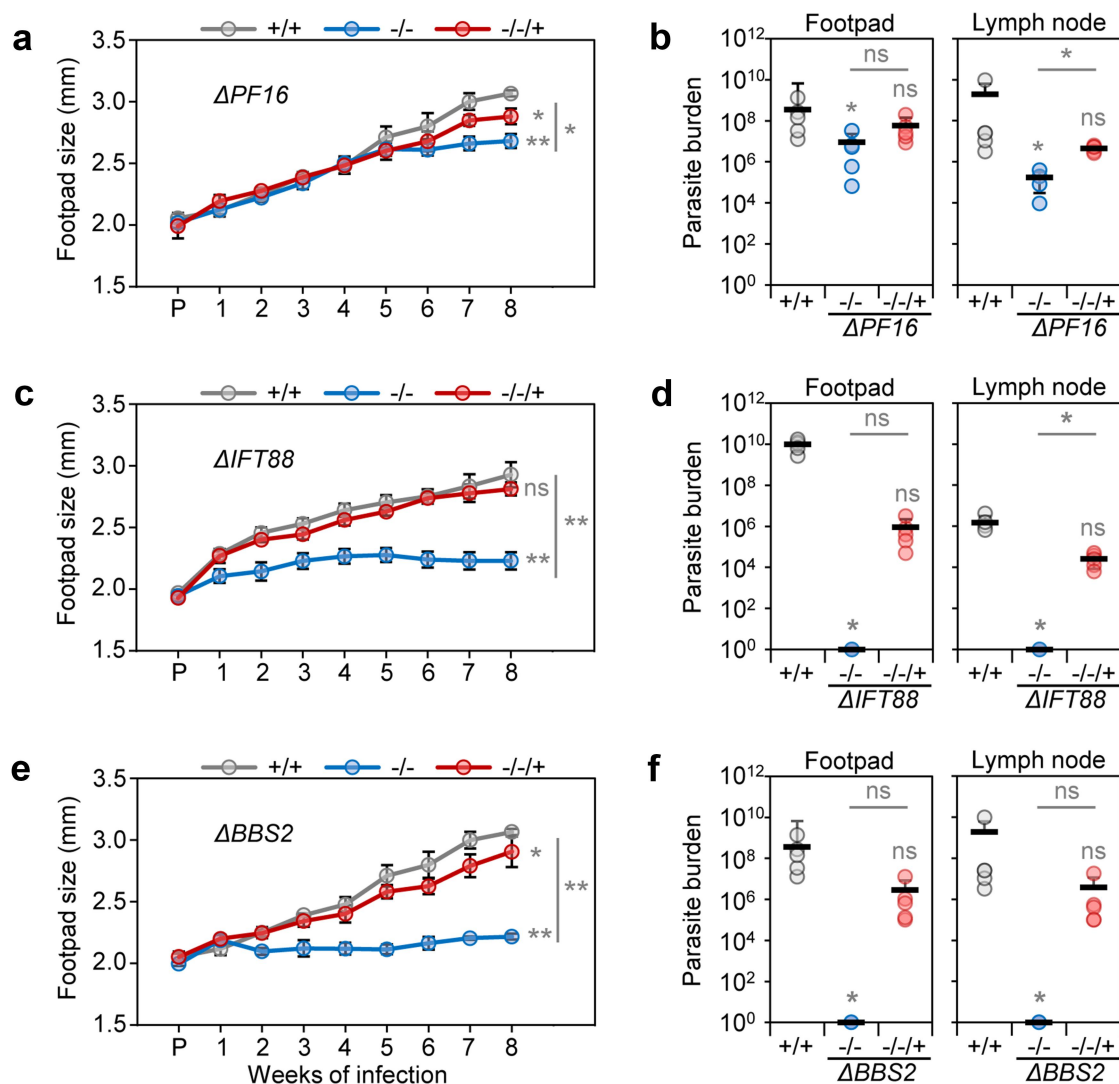 a
+/+ -/- -/-/+
Footpad size (mm)
3.5
3.0
2.5
2.0
1.5
ΔPF16
*
**
*
P 1 2 3 4 5 6 7 8
b
Footpad Lymph node
Parasite burden
10¹²
10¹⁰
10⁸
10⁶
10⁴
10²
10⁰
ns *
* ns * ns
+/+ -/- -/-/+ +/+ -/- -/-/+
ΔPF16 ΔPF16
c
+/+ -/- -/-/+
Footpad size (mm)
3.5
3.0
2.5
2.0
1.5
ΔIFT88
ns
**
**
P 1 2 3 4 5 6 7 8
d
Footpad Lymph node
Parasite burden
10¹²
10¹⁰
10⁸
10⁶
10⁴
10²
10⁰
ns *
* ns * ns
+/+ -/- -/-/+ +/+ -/- -/-/+
ΔIFT88 ΔIFT88
e
+/+ -/- -/-/+
Footpad size (mm)
3.5
3.0
2.5
2.0
1.5
ΔBBS2
*
**
**
P 1 2 3 4 5 6 7 8
Weeks of infection
f
Footpad Lymph node
Parasite burden
10¹²
10¹⁰
10⁸
10⁶
10⁴
10²
10⁰
ns ns
* ns * ns
+/+ -/- -/-/+ +/+ -/- -/-/+
ΔBBS2 ΔBBS2